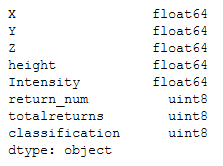 X float64
Y float64
Z float64
height float64
Intensity float64
return_num uint8
totalreturns uint8
classification uint8
dtype: object